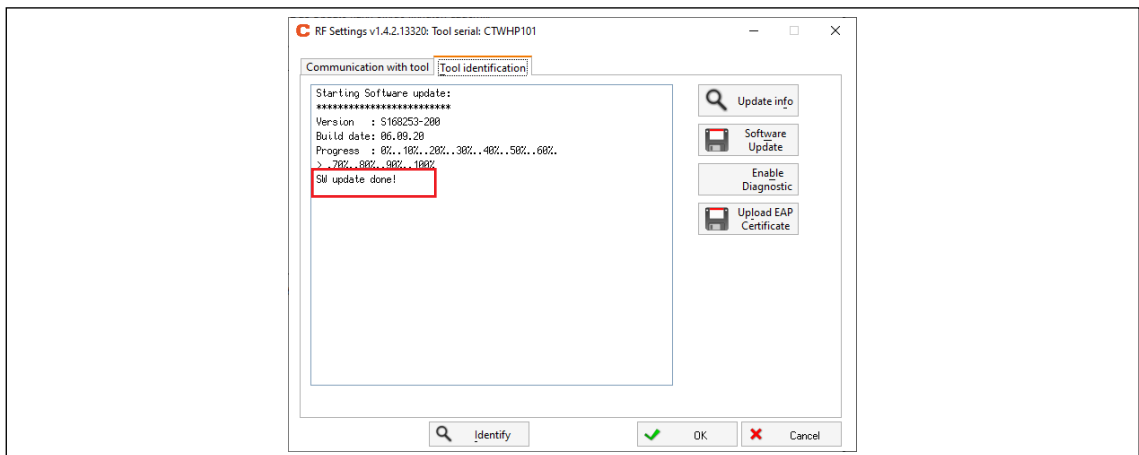 RF Settings v1.4.2.13320: Tool serial: CTWHP101
Communication with tool
Tool identification
Starting Software update:
*************************
Version : S168253-200
Build date: 06.09.20
Progress : 0%..10%..20%..30%..40%..50%..60%.
> .70%..80%..90%..100%
SW update done!
Update info
Software
Update
Enable
Diagnostic
Upload EAP
Certificate
Identify
OK
Cancel